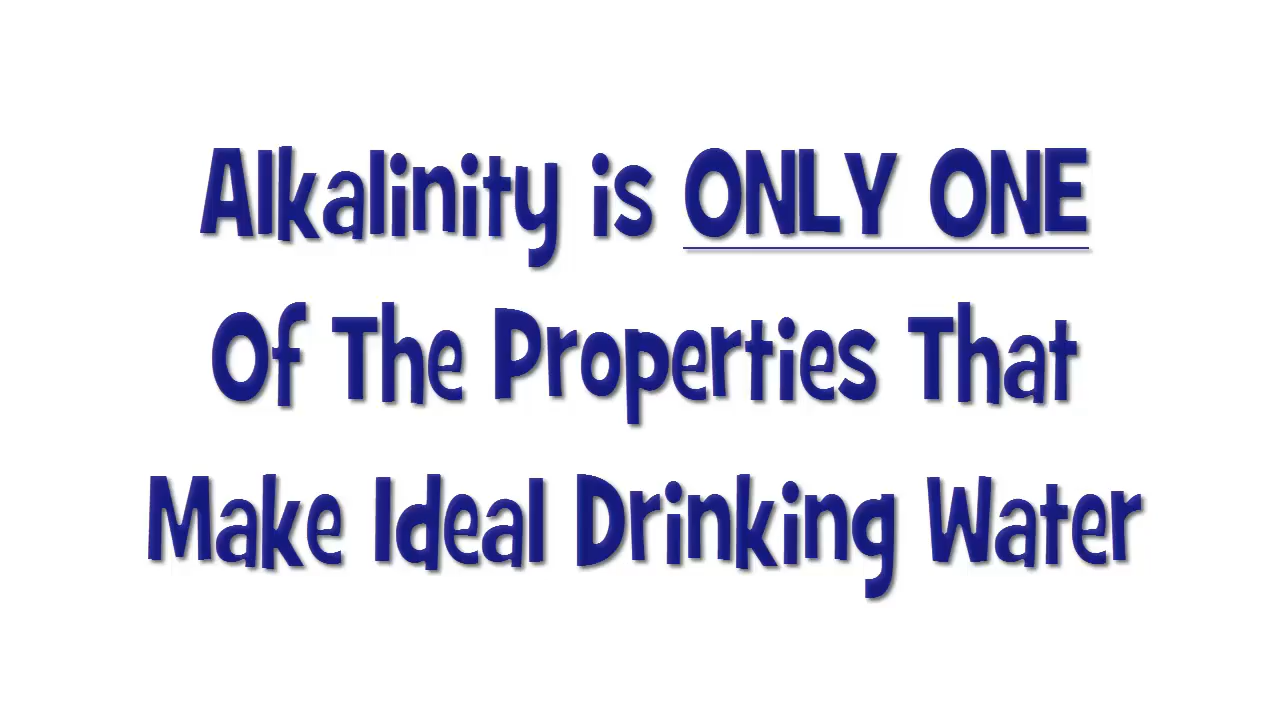 Alkalinity is ONLY ONE
Of The Properties That
Make Ideal Drinking Water